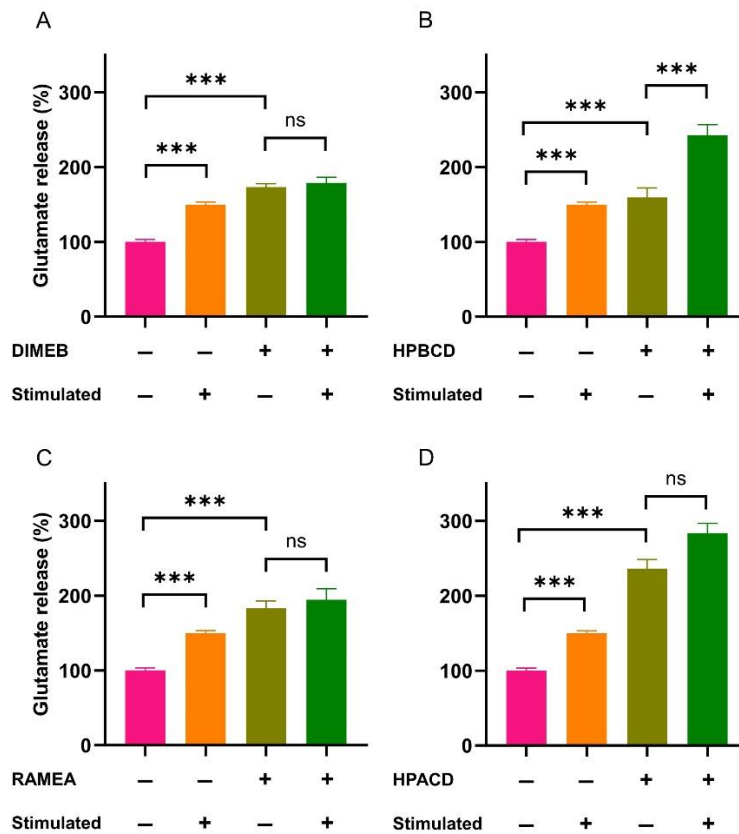 A
Glutamate release (%)
300
200
100
0
***
***
ns
DIMEB – – + +
Stimulated – + – +
B
300
200
100
0
***
***
***
HPBCD – – + +
Stimulated – + – +
C
Glutamate release (%)
300
200
100
0
***
***
ns
RAMEA – – + +
Stimulated – + – +
D
300
200
100
0
ns
***
***
HPACD – – + +
Stimulated – + – +